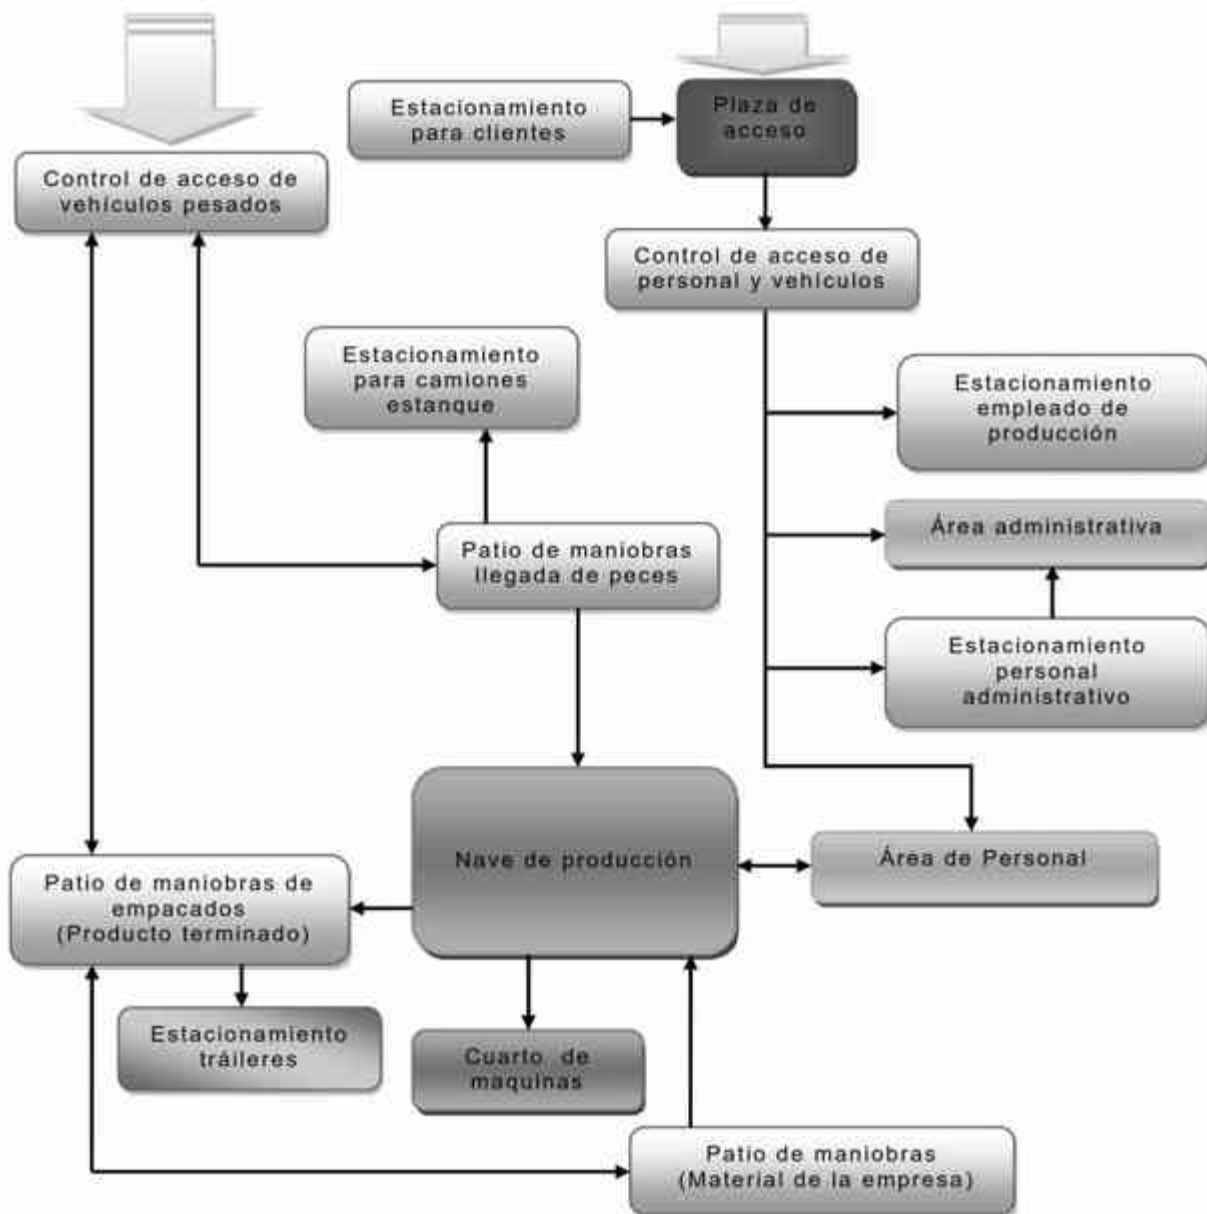 Estacionamiento
para clientes
Plaza de
acceso
Control de acceso de
vehículos pesados
Control de acceso de
personal y vehículos
Estacionamiento
para camiones
estanque
Estacionamiento
empleado de
producción
Área administrativa
Patio de maniobras
llegada de peces
Estacionamiento
personal
administrativo
Nave de producción
Área de Personal
Patio de maniobras de
empacados
(Producto terminado)
Estacionamiento
tráileres
Cuarto de
maquinas
Patio de maniobras
(Material de la empresa)